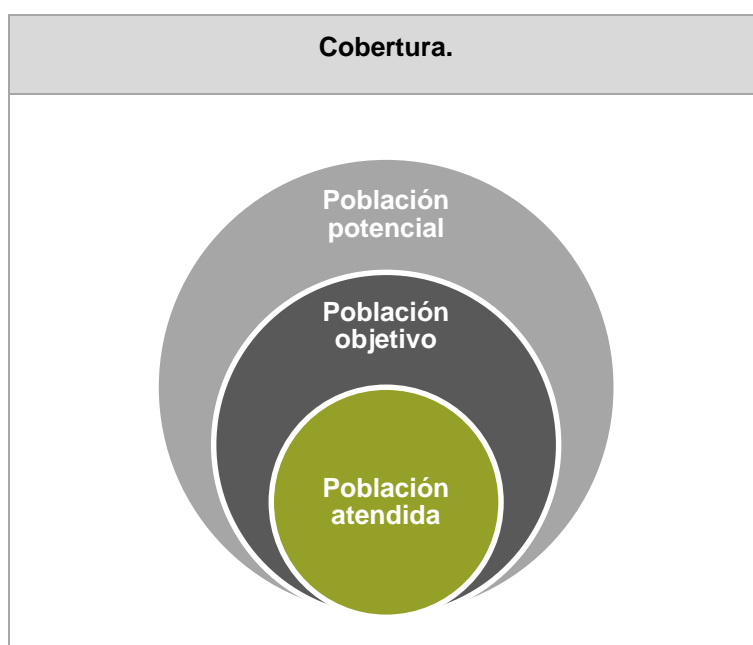 Cobertura.
Población
potencial
Población
objetivo
Población
atendida